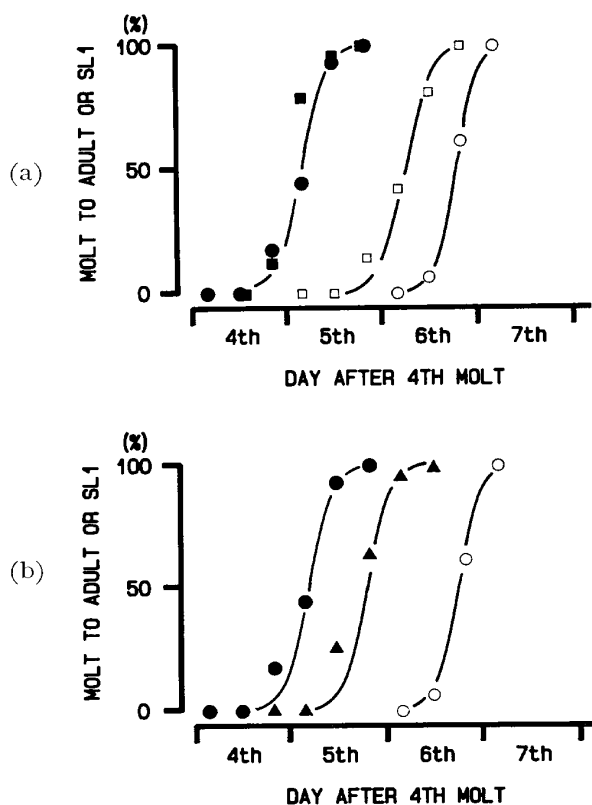 (%)
100
(a)
50
0
MOLT TO ADULT OR SL1
4th 5th 6th 7th
DAY AFTER 4TH MOLT
(%)
100
(b)
50
0
MOLT TO ADULT OR SL1
4th 5th 6th 7th
DAY AFTER 4TH MOLT